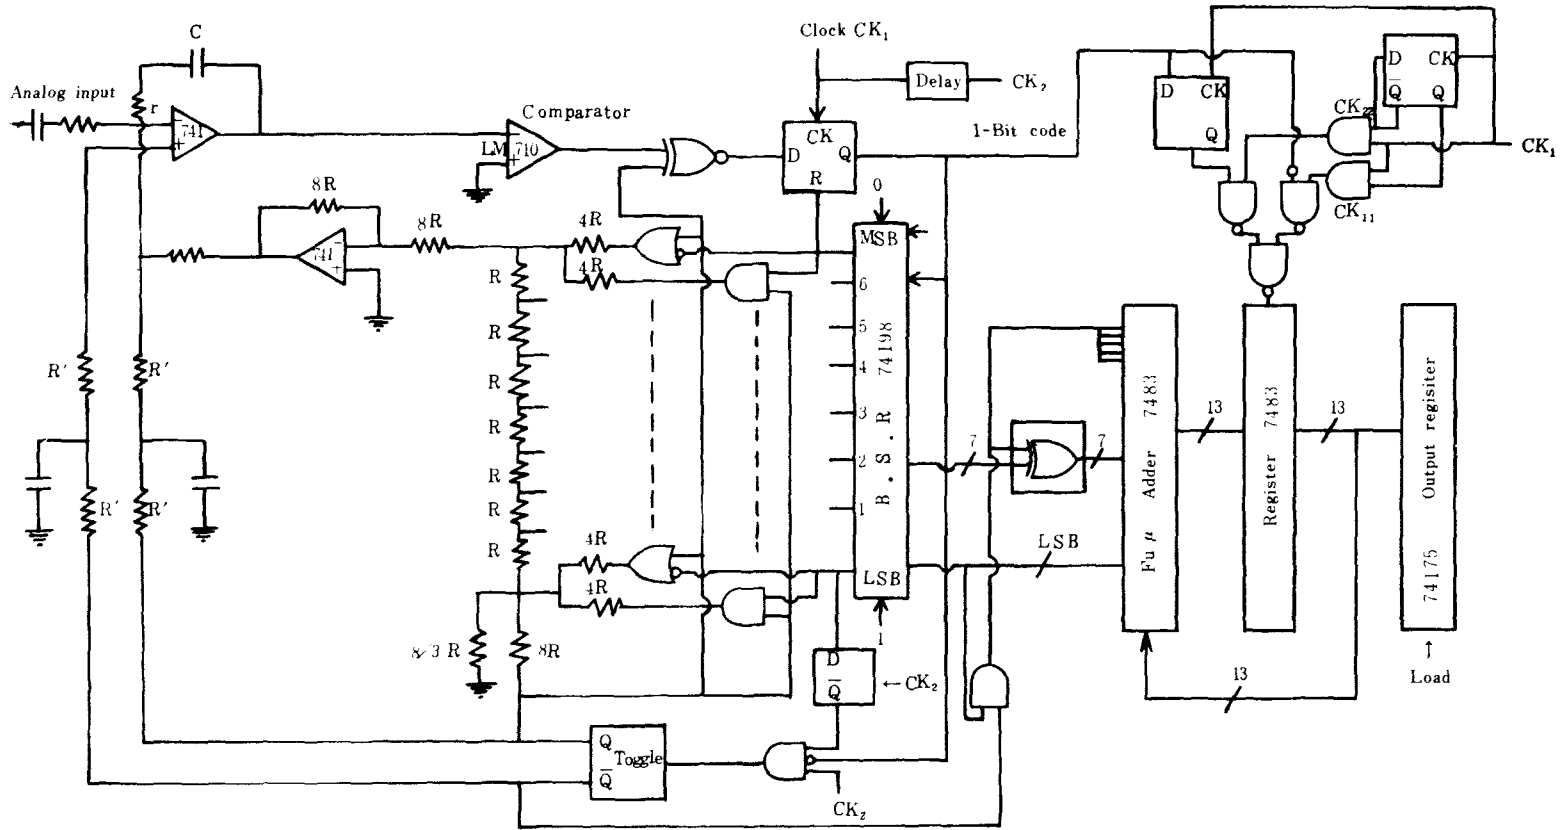 C
Clock CK₁
Analog input
r
741
Comparator
Delay
CK₂
D
CK
Q
R
LM 710
1-Bit code
D
CK
Q
D
CK
Q̅
Q
CK₁
CK₁₁
0
8R
8R
741
4R
4R
MSB
6
5
4
3
2
1
LSB
B. S. R 74198
R
R
R
R
R
R
R
R'
R'
R'
R'
4R
4R
8/3 R
8R
1
7
7
LSB
Adder 7483
13
Register 7483
13
Output regisiter 74175
Load
13
D
Q̅
CK₂
Q
Q̅
Toggle
CK₂